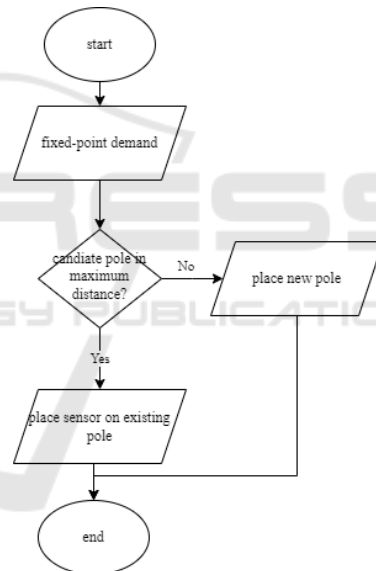 start
fixed-point demand
candiate pole in
maximum
distance?
No
place new pole
Yes
place sensor on existing
pole
end